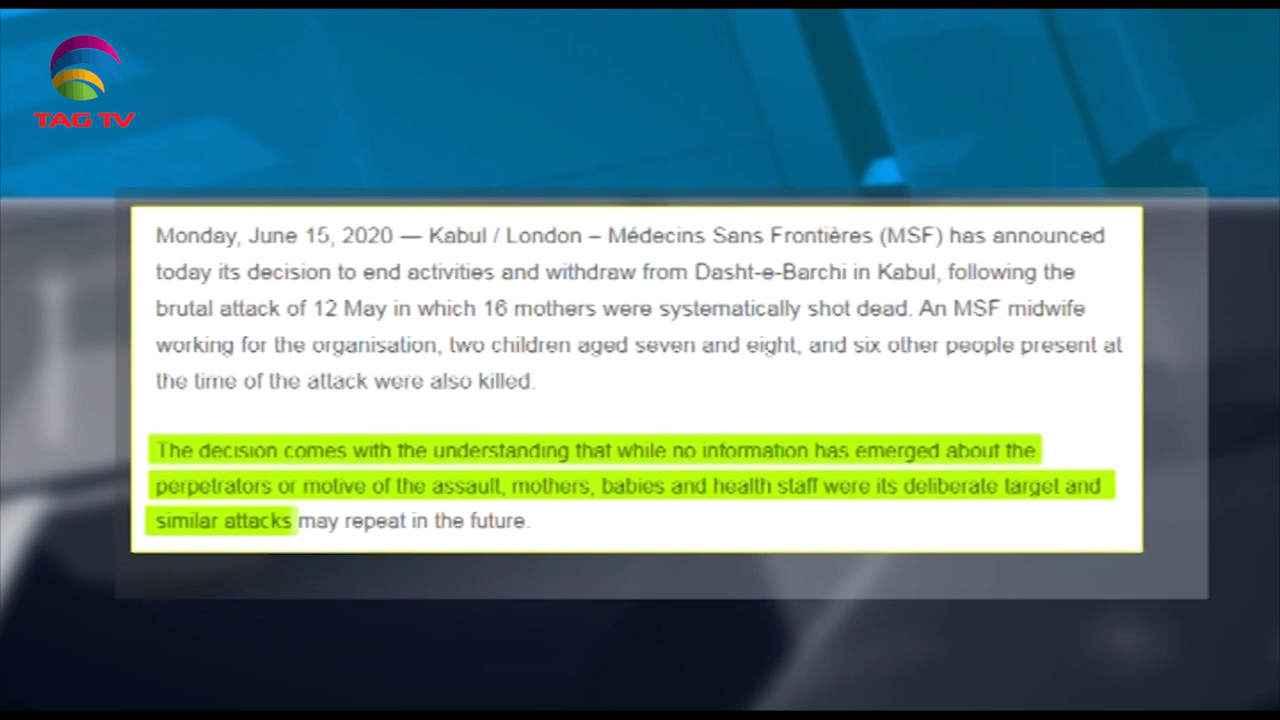 TAG TV
Monday, June 15, 2020 — Kabul / London – Médecins Sans Frontières (MSF) has announced
today its decision to end activities and withdraw from Dasht-e-Barchi in Kabul, following the
brutal attack of 12 May in which 16 mothers were systematically shot dead. An MSF midwife
working for the organisation, two children aged seven and eight, and six other people present at
the time of the attack were also killed.
The decision comes with the understanding that while no information has emerged about the
perpetrators or motive of the assault, mothers, babies and health staff were its deliberate target and
similar attacks may repeat in the future.